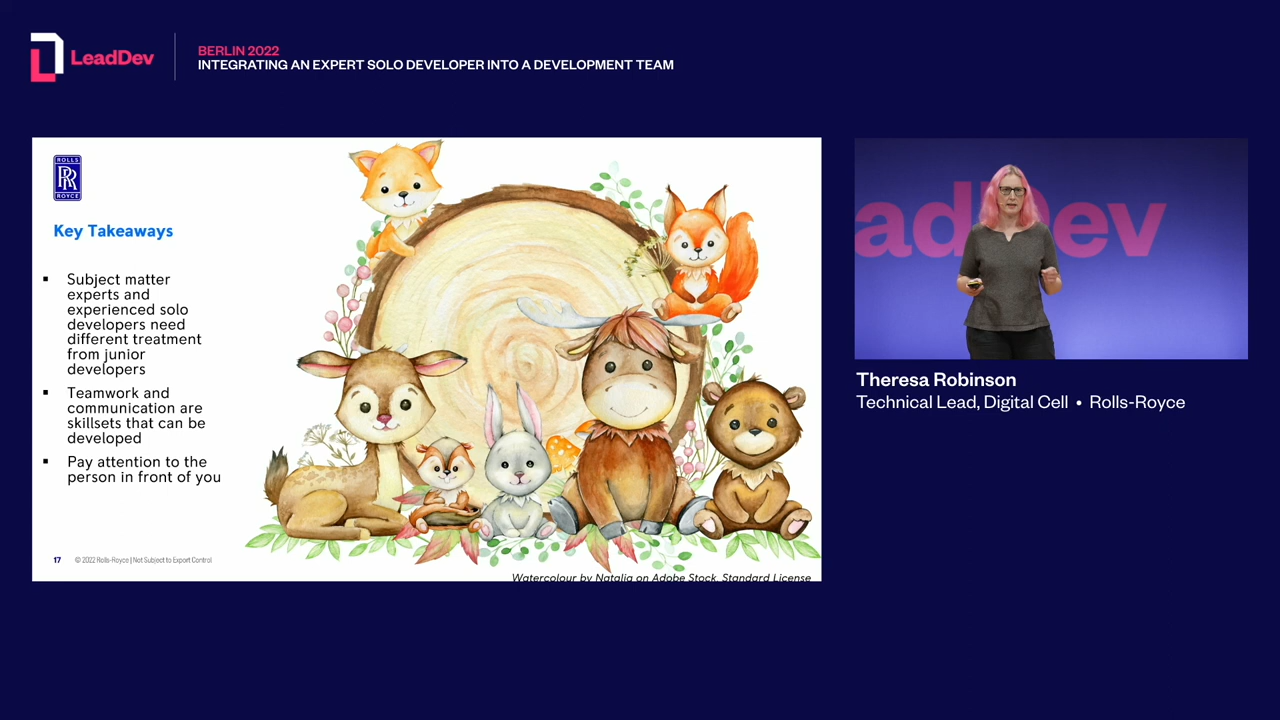 LeadDev
BERLIN 2022
INTEGRATING AN EXPERT SOLO DEVELOPER INTO A DEVELOPMENT TEAM
ROLLS
RR
ROYCE
Key Takeaways
▪ Subject matter
experts and
experienced solo
developers need
different treatment
from junior
developers
▪ Teamwork and
communication are
skillsets that can be
developed
▪ Pay attention to the
person in front of you
17 © 2022 Rolls-Royce | Not Subject to Export Control
Watercolour by Natalia on Adobe Stock, Standard License
adDev
Theresa Robinson
Technical Lead, Digital Cell • Rolls-Royce